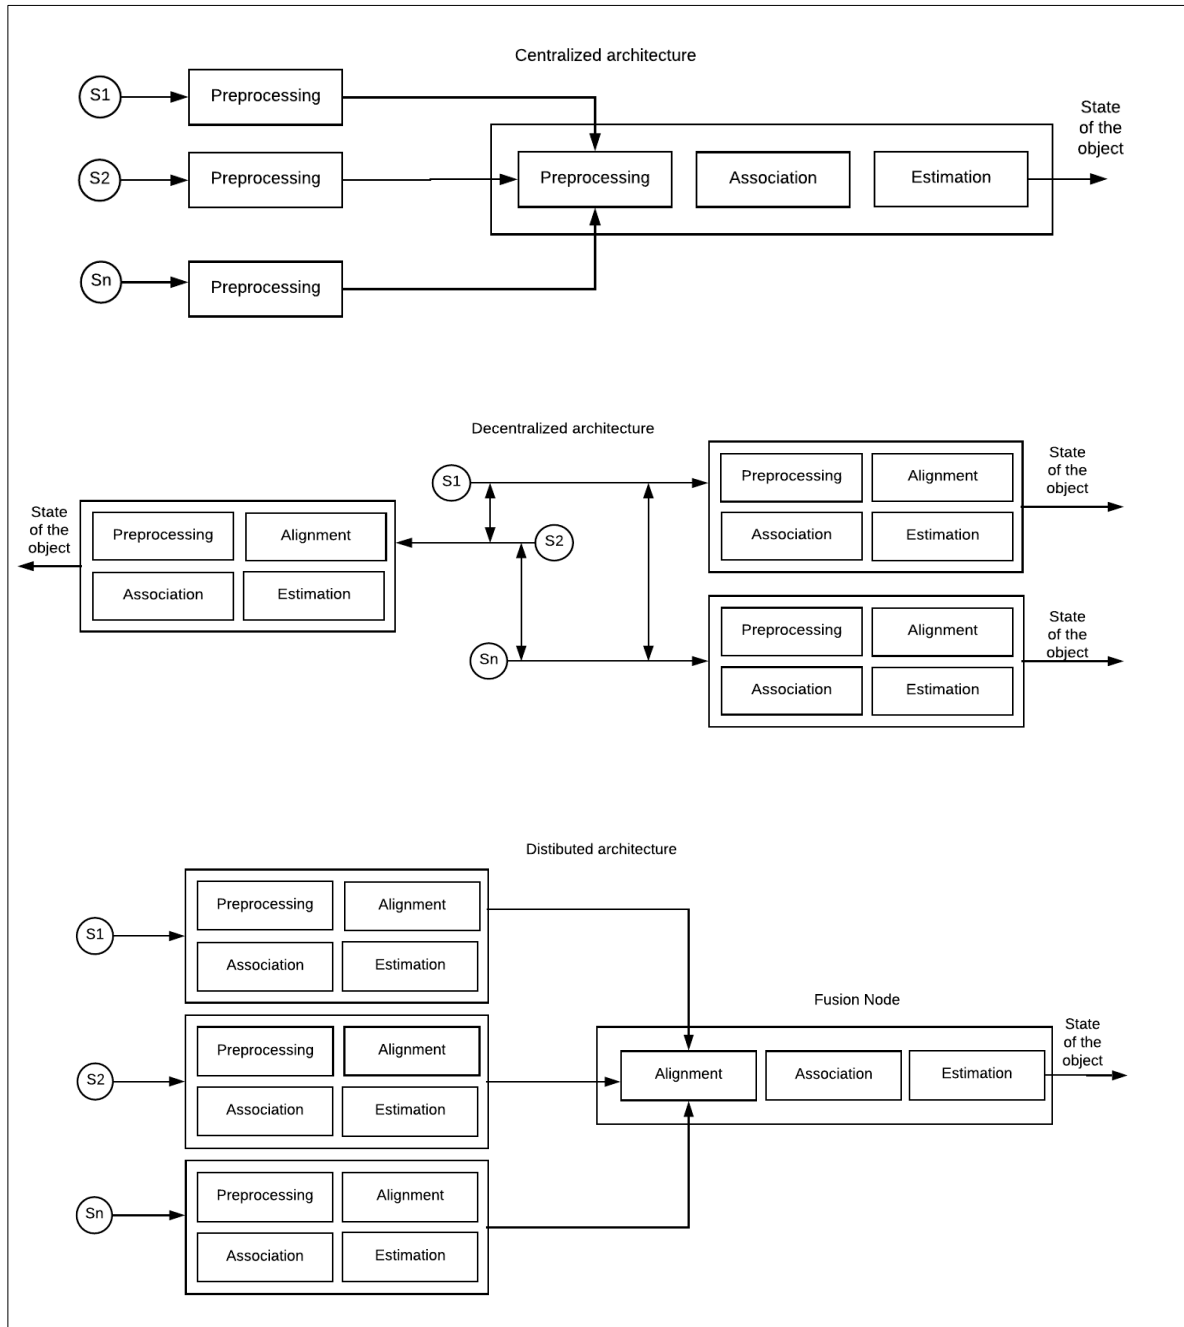 Centralized architecture
S1
Preprocessing
State
of the
object
S2
Preprocessing
Preprocessing
Association
Estimation
Sn
Preprocessing
Decentralized architecture
S1
Preprocessing
Alignment
State
of the
object
Association
Estimation
State
of the
object
Preprocessing
Alignment
S2
Association
Estimation
Sn
Preprocessing
Alignment
State
of the
object
Association
Estimation
Distibuted architecture
S1
Preprocessing
Alignment
Association
Estimation
S2
Preprocessing
Alignment
Association
Estimation
Fusion Node
Alignment
Association
Estimation
State
of the
object
Sn
Preprocessing
Alignment
Association
Estimation